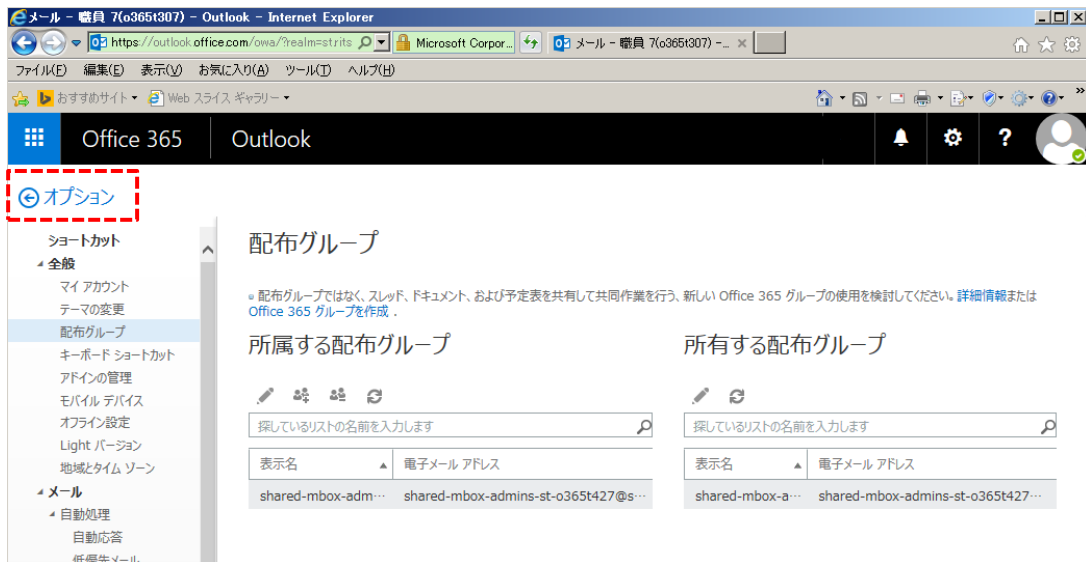 メール - 職員 7(o365t307) - Outlook - Internet Explorer
https://outlook.office.com/owa/?realm=strits
Microsoft Corpor...
メール - 職員 7(o365t307) -...
ファイル(F) 編集(E) 表示(V) お気に入り(A) ツール(T) ヘルプ(H)
おすすめサイト Web スライス ギャラリー
Office 365 Outlook
オプション
ショートカット
全般
マイ アカウント
テーマの変更
配布グループ
キーボード ショートカット
アドインの管理
モバイル デバイス
オフライン設定
Light バージョン
地域とタイム ゾーン
メール
自動処理
自動応答
低優先メール
配布グループ
配布グループではなく、スレッド、ドキュメント、および予定表を共有して共同作業を行う、新しい Office 365 グループの使用を検討してください。詳細情報または
Office 365 グループを作成 .
所属する配布グループ
探しているリストの名前を入力します
表示名 電子メール アドレス
shared-mbox-adm… shared-mbox-admins-st-o365t427@s…
所有する配布グループ
探しているリストの名前を入力します
表示名 電子メール アドレス
shared-mbox-a… shared-mbox-admins-st-o365t427…